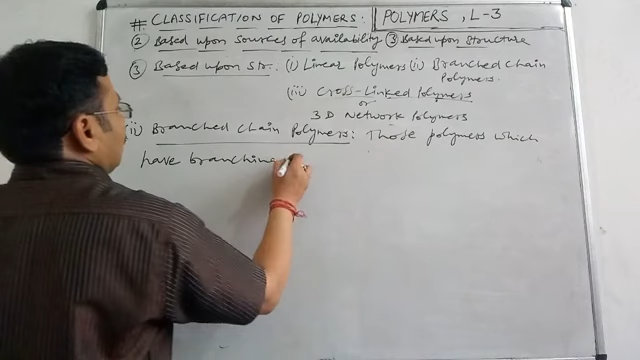 # CLASSIFICATION OF POLYMERS: POLYMERS, L-3
② Based upon sources of availability ③ Based upon structure
③ Based upon Str. (i) Linear Polymers (ii) Branched Chain Polymers.
(iii) Cross-Linked Polymers
or
3D Network Polymers
ii) Branched Chain Polymers: Those polymers which
have branching